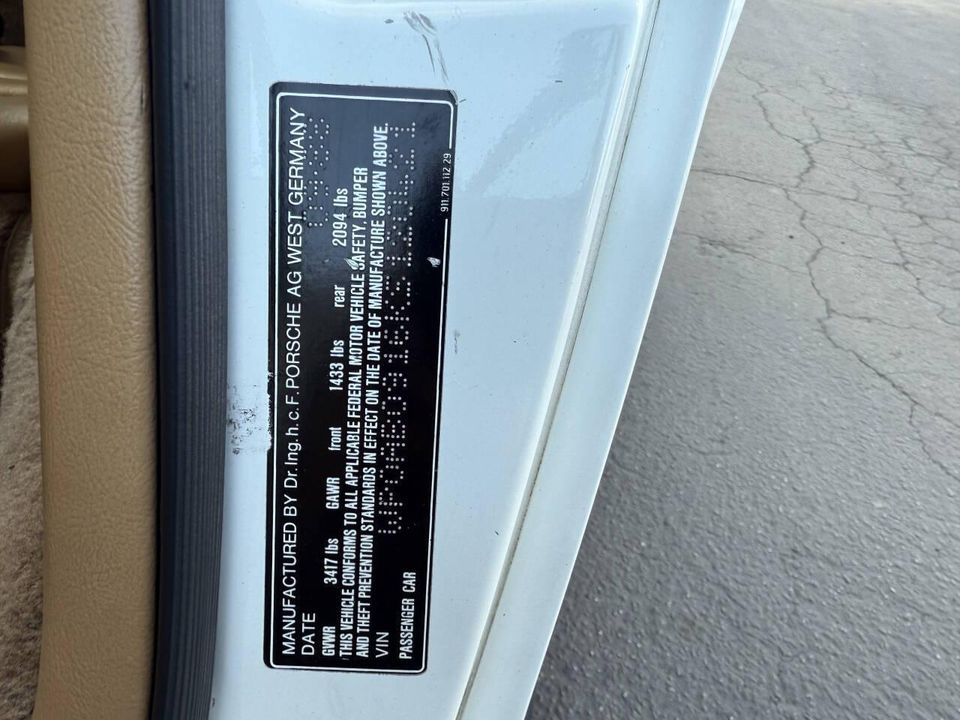 MANUFACTURED BY Dr.Ing.h.c.F.PORSCHE AG WEST GERMANY
DATE
GVWR 3417 lbs GAWR front 1433 lbs rear 2094 lbs
THIS VEHICLE CONFORMS TO ALL APPLICABLE FEDERAL MOTOR VEHICLE SAFETY, BUMPER
AND THEFT PREVENTION STANDARDS IN EFFECT ON THE DATE OF MANUFACTURE SHOWN ABOVE.
VIN
PASSENGER CAR
911.701.112.29